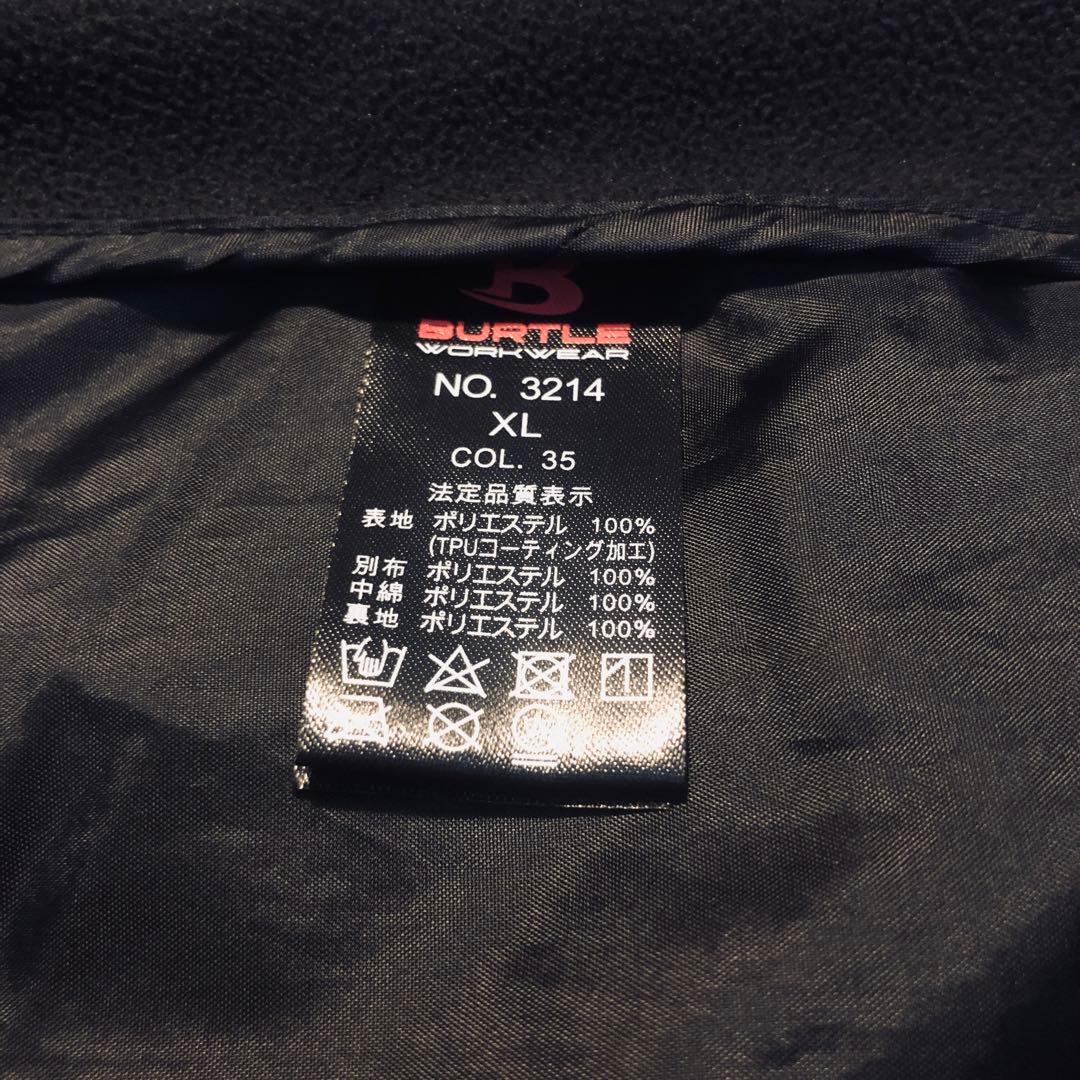 B
BURTLE
WORKWEAR
NO. 3214
XL
COL. 35
法定品質表示
表地 ポリエステル 100%
(TPUコーティング加工)
別布 ポリエステル 100%
中綿 ポリエステル 100%
裏地 ポリエステル 100%